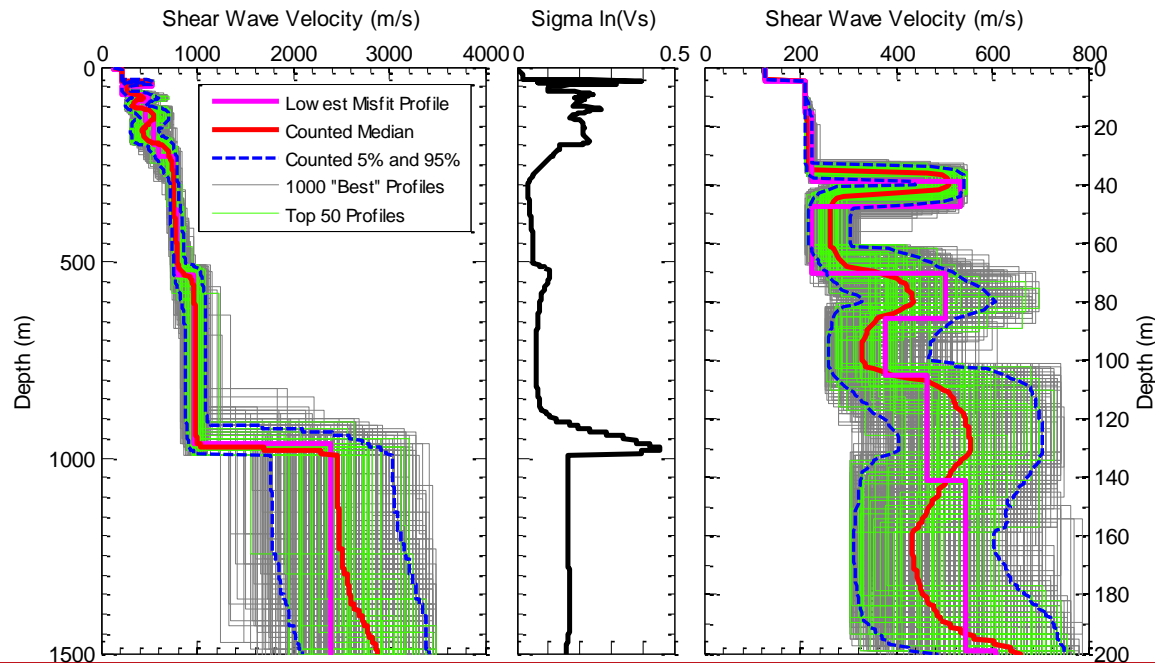 Shear Wave Velocity (m/s)
Sigma ln(Vs)
Shear Wave Velocity (m/s)
0 1000 2000 3000 4000
0 0.5
0 200 400 600 800
0
500
1000
1500
Depth (m)
Lowest Misfit Profile
Counted Median
Counted 5% and 95%
1000 "Best" Profiles
Top 50 Profiles
0
20
40
60
80
100
120
140
160
180
200
Depth (m)